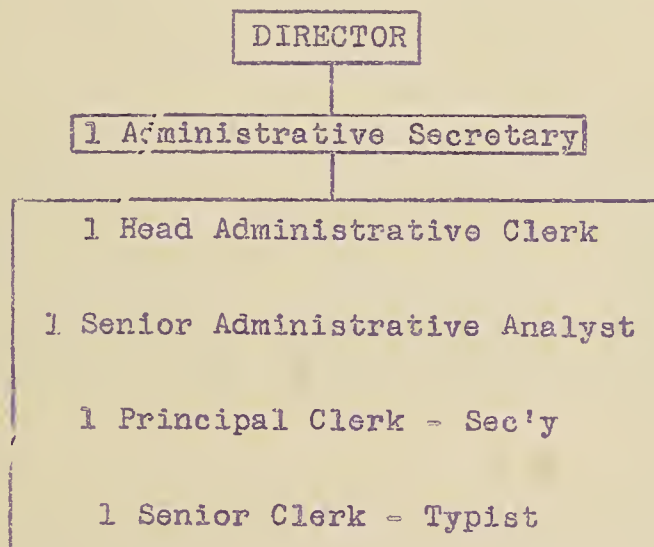 DIRECTOR
1 Administrative Secretary
1 Head Administrative Clerk
1 Senior Administrative Analyst
1 Principal Clerk - Sec'y
1 Senior Clerk - Typist